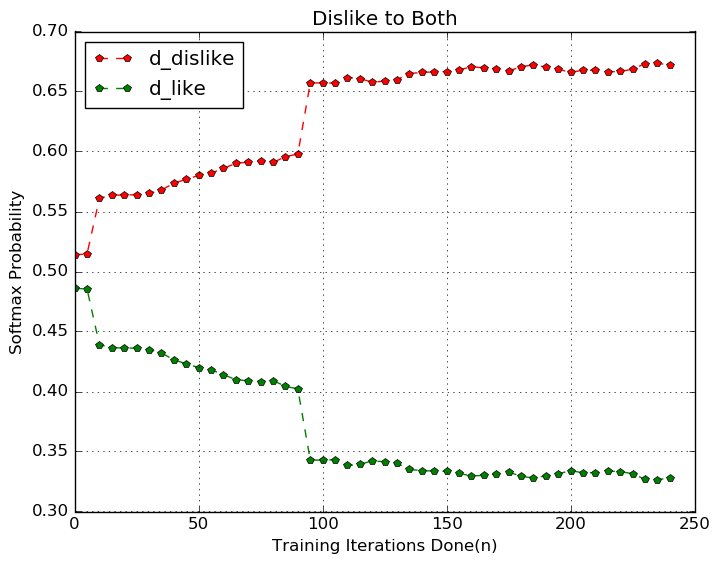 Dislike to Both
d_dislike
d_like
Softmax Probability
0.70
0.65
0.60
0.55
0.50
0.45
0.40
0.35
0.30
0 50 100 150 200 250
Training Iterations Done(n)